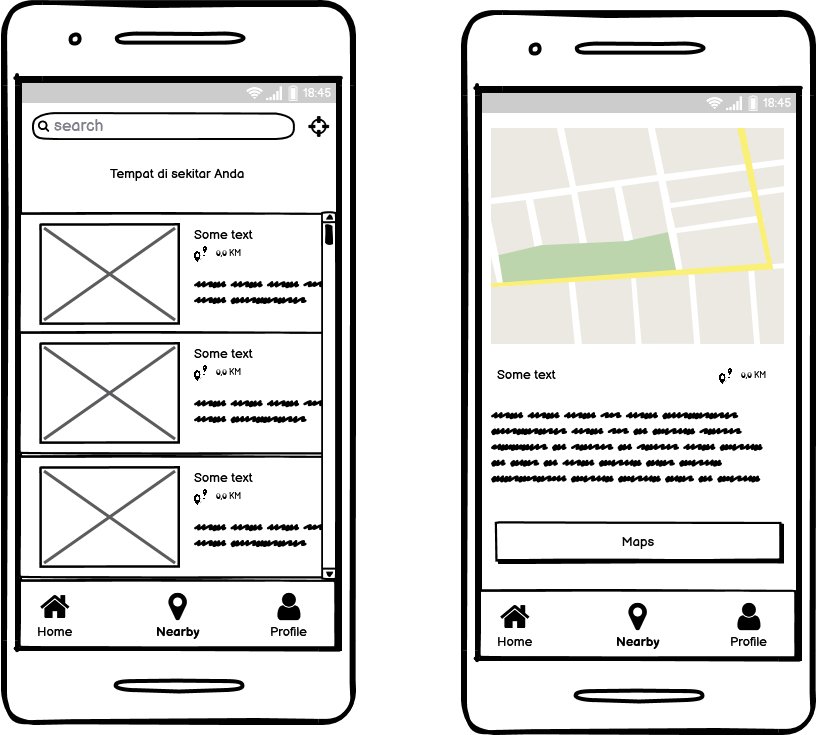 18:45
search
Tempat di sekitar Anda
Some text
0,0 KM
Some text
0,0 KM
Some text
0,0 KM
Home
Nearby
Profile
18:45
Some text
0,0 KM
Maps
Home
Nearby
Profile